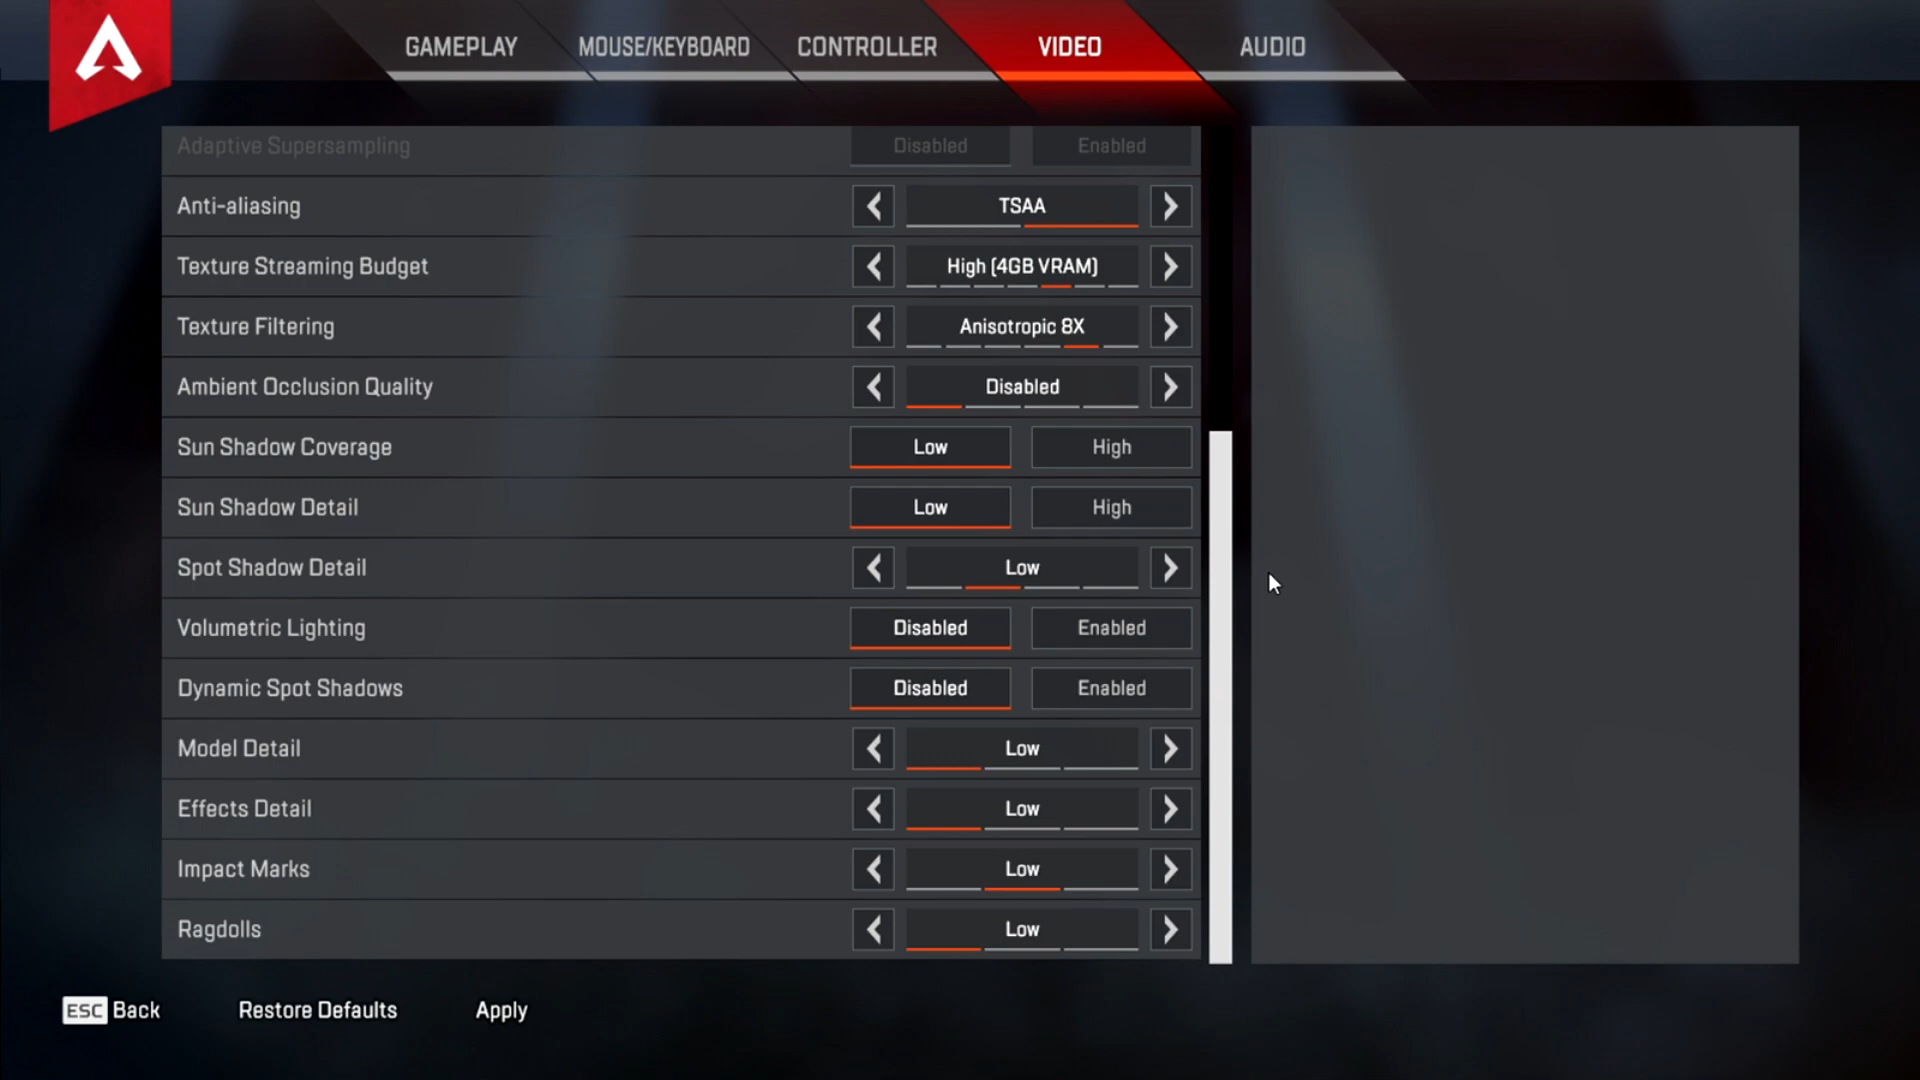 GAMEPLAY MOUSE/KEYBOARD CONTROLLER VIDEO AUDIO
Adaptive Supersampling Disabled Enabled
Anti-aliasing TSAA
Texture Streaming Budget High (4GB VRAM)
Texture Filtering Anisotropic 8X
Ambient Occlusion Quality Disabled
Sun Shadow Coverage Low High
Sun Shadow Detail Low High
Spot Shadow Detail Low
Volumetric Lighting Disabled Enabled
Dynamic Spot Shadows Disabled Enabled
Model Detail Low
Effects Detail Low
Impact Marks Low
Ragdolls Low
ESC Back Restore Defaults Apply